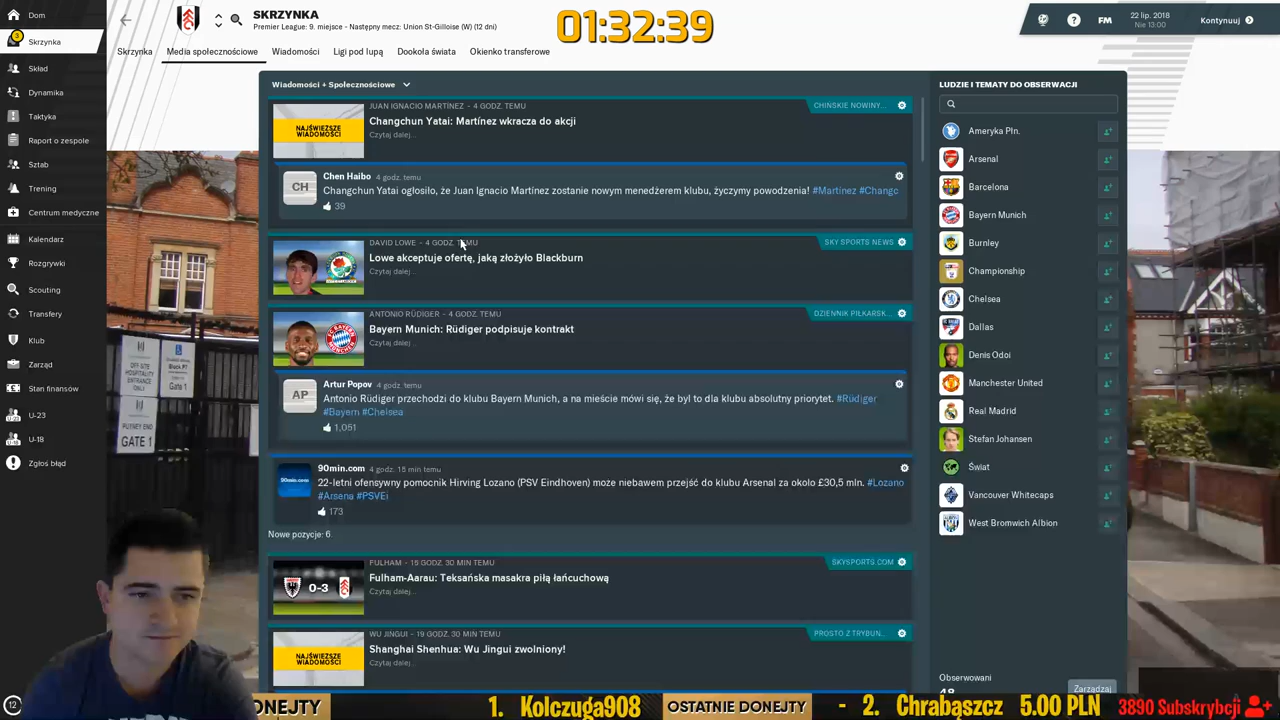 SKRZYNKA
Premier League: 9. miejsce - Następny mecz: Union St-Gilloise (W) (12 dni)
01:32:39
22 lip. 2018
Nie 13:00
FM
Kontynuuj
Skrzynka
Media społecznościowe
Wiadomości
Ligi pod lupą
Dookoła świata
Okienko transferowe
Dom
3
Skrzynka
Skład
Dynamika
Taktyka
Raport o zespole
Sztab
Trening
Centrum medyczne
Kalendarz
Rozgrywki
Scouting
Transfery
Klub
Zarząd
Stan finansów
U-23
U-18
Zgłoś błąd
12
Wiadomości + Społecznościowe
JUAN IGNACIO MARTÍNEZ - 4 GODZ. TEMU
CHIŃSKIE NOWINY...
NAJŚWIEŻSZE
WIADOMOŚCI
Changchun Yatai: Martínez wkracza do akcji
Czytaj dalej...
CH
Chen Haibo 4 godz. temu
Changchun Yatai ogłosiło, że Juan Ignacio Martínez zostanie nowym menedżerem klubu, życzymy powodzenia! #Martínez #Changc
39
DAVID LOWE - 4 GODZ. TEMU
SKY SPORTS NEWS
Lowe akceptuje ofertę, jaką złożyło Blackburn
Czytaj dalej...
ANTONIO RÜDIGER - 4 GODZ. TEMU
DZIENNIK PIŁKARSK...
Bayern Munich: Rüdiger podpisuje kontrakt
Czytaj dalej...
AP
Artur Popov 4 godz. temu
Antonio Rüdiger przechodzi do klubu Bayern Munich, a na mieście mówi się, że był to dla klubu absolutny priorytet. #Rüdiger
#Bayern #Chelsea
1,051
90min.com
90min.com 4 godz. 15 min temu
22-letni ofensywny pomocnik Hirving Lozano (PSV Eindhoven) może niebawem przejść do klubu Arsenal za około £30,5 mln. #Lozano
#Arsena #PSVEi
173
Nowe pozycje: 6
FULHAM - 15 GODZ. 30 MIN TEMU
SKYSPORTS.COM
0-3
Fulham-Aarau: Teksańska masakra piłą łańcuchową
Czytaj dalej...
WU JINGUI - 19 GODZ. 30 MIN TEMU
PROSTO Z TRYBUN...
NAJŚWIEŻSZE
WIADOMOŚCI
Shanghai Shenhua: Wu Jingui zwolniony!
Czytaj dalej...
LUDZIE I TEMATY DO OBSERWACJI
Ameryka Płn.
Arsenal
Barcelona
Bayern Munich
Burnley
Championship
Chelsea
Dallas
Denis Odoi
Manchester United
Real Madrid
Stefan Johansen
Świat
Vancouver Whitecaps
West Bromwich Albion
Obserwowani
48
Zarządzaj
GATE 1
PUTNEY END
GATE 1
DONEJTY
1. Kolczuga908
OSTATNIE DONEJTY
- 2. Chrabąszcz 5.00 PLN
3890 Subskrybcji